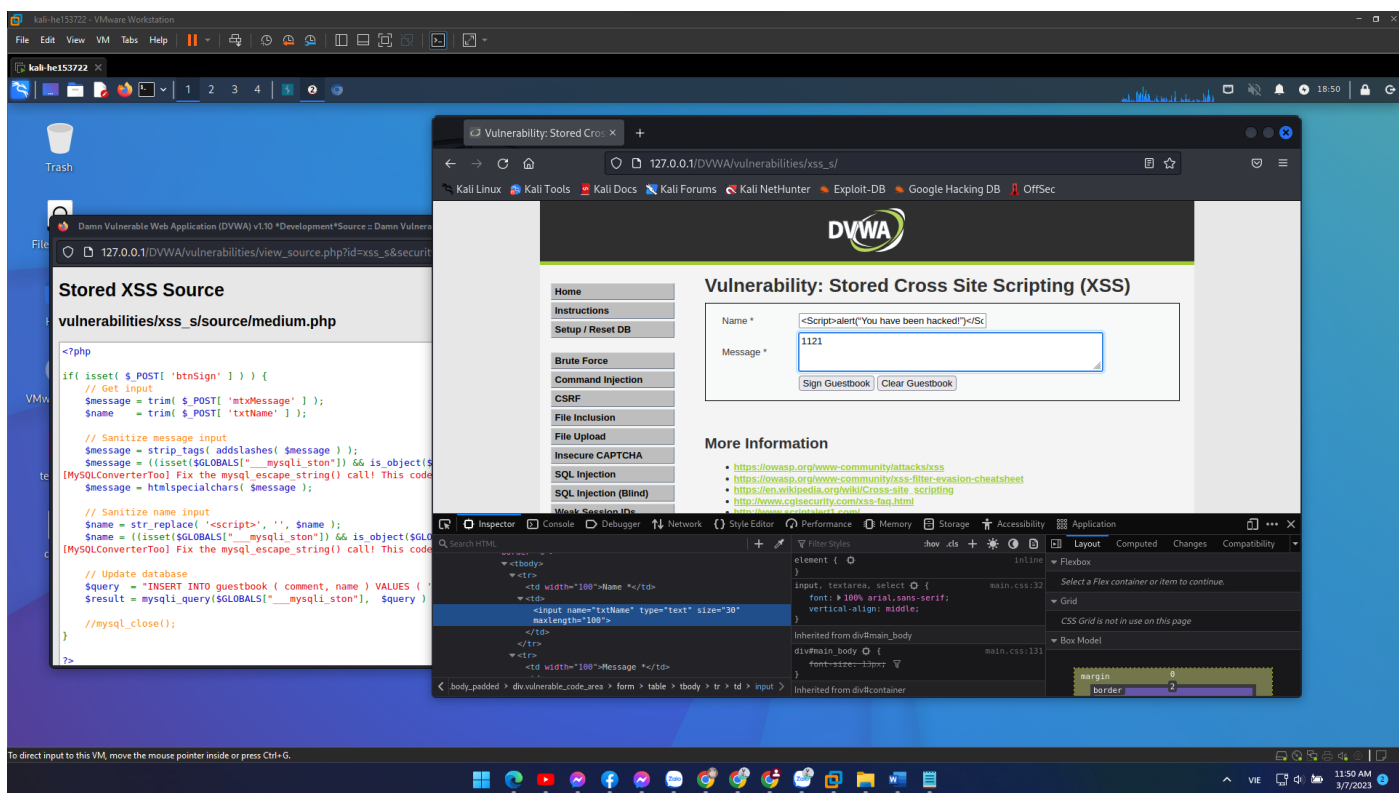 kali-he153722 - VMware Workstation
File Edit View VM Tabs Help
kali-he153722
1 2 3 4
2
18:50
Trash
File
VMw
te
Damn Vulnerable Web Application (DVWA) v1.10 *Development*Source :: Damn Vulnera
127.0.0.1/DVWA/vulnerabilities/view_source.php?id=xss_s&securit
Stored XSS Source
vulnerabilities/xss_s/source/medium.php
<?php
if( isset( $_POST[ 'btnSign' ] ) ) {
// Get input
$message = trim( $_POST[ 'mtxMessage' ] );
$name = trim( $_POST[ 'txtName' ] );
// Sanitize message input
$message = strip_tags( addslashes( $message ) );
$message = ((isset($GLOBALS["___mysqli_ston"]) && is_object($
[MySQLConverterToo] Fix the mysql_escape_string() call! This code
$message = htmlspecialchars( $message );
// Sanitize name input
$name = str_replace( '<script>', '', $name );
$name = ((isset($GLOBALS["___mysqli_ston"]) && is_object($GLO
[MySQLConverterToo] Fix the mysql_escape_string() call! This code
// Update database
$query = "INSERT INTO guestbook ( comment, name ) VALUES ( '
$result = mysqli_query($GLOBALS["___mysqli_ston"], $query )
//mysql_close();
}
?>
Vulnerability: Stored Cros
127.0.0.1/DVWA/vulnerabilities/xss_s/
Kali Linux Kali Tools Kali Docs Kali Forums Kali NetHunter Exploit-DB Google Hacking DB OffSec
DVWA
Home
Instructions
Setup / Reset DB
Brute Force
Command Injection
CSRF
File Inclusion
File Upload
Insecure CAPTCHA
SQL Injection
SQL Injection (Blind)
Weak Session IDs
Vulnerability: Stored Cross Site Scripting (XSS)
Name * <Script>alert("You have been hacked!")</Sc
Message * 1121
Sign Guestbook Clear Guestbook
More Information
https://owasp.org/www-community/attacks/xss
https://owasp.org/www-community/xss-filter-evasion-cheatsheet
https://en.wikipedia.org/wiki/Cross-site_scripting
http://www.cgisecurity.com/xss-faq.html
http://www.scriptalert1.com/
Inspector Console Debugger Network Style Editor Performance Memory Storage Accessibility Application
Search HTML
<tbody>
<tr>
<td width="100">Name *</td>
<td>
<input name="txtName" type="text" size="30"
maxlength="100">
</td>
</tr>
<tr>
<td width="100">Message *</td>
.body_padded > div.vulnerable_code_area > form > table > tbody > tr > td > input
Filter Styles :hov .cls
element { inline
}
input, textarea, select { main.css:32
font: 100% arial,sans-serif;
vertical-align: middle;
}
Inherited from div#main_body
div#main_body { main.css:131
font-size: 13px;
}
Inherited from div#container
Layout Computed Changes Compatibility
Flexbox
Select a Flex container or item to continue.
Grid
CSS Grid is not in use on this page
Box Model
margin 0
border 2
To direct input to this VM, move the mouse pointer inside or press Ctrl+G.
Zalo
VIE
11:50 AM
3/7/2023
2